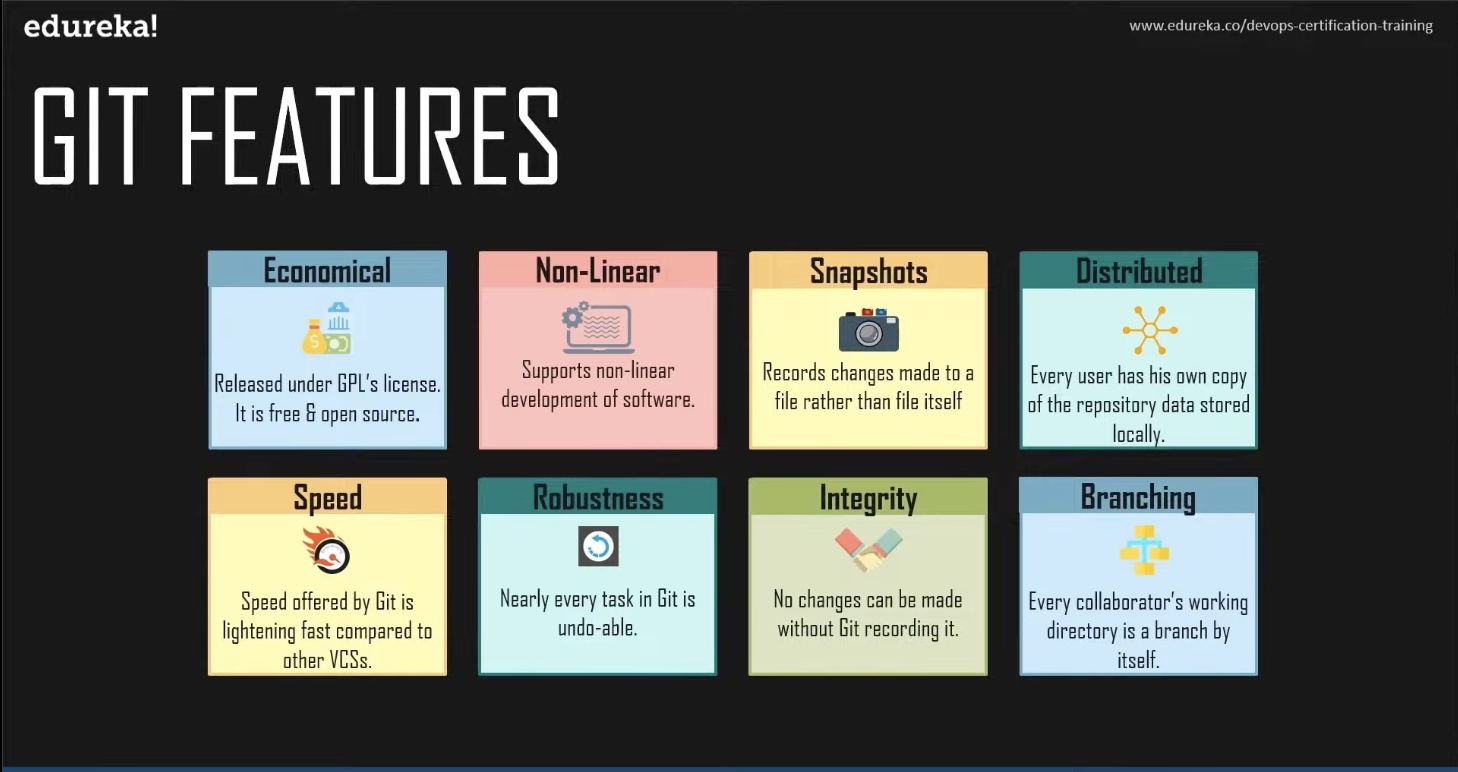 edureka!
www.edureka.co/devops-certification-training
GIT FEATURES
Economical
Released under GPL's license.
It is free & open source.
Non-Linear
Supports non-linear
development of software.
Snapshots
Records changes made to a
file rather than file itself
Distributed
Every user has his own copy
of the repository data stored
locally.
Speed
Speed offered by Git is
lightening fast compared to
other VCSs.
Robustness
Nearly every task in Git is
undo-able.
Integrity
No changes can be made
without Git recording it.
Branching
Every collaborator's working
directory is a branch by
itself.